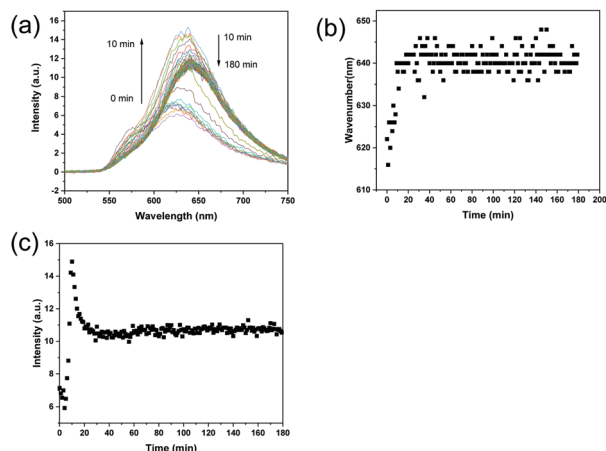 (a)
16
14
12
10
8
6
4
2
0
-2
Intensity (a.u.)
10 min
0 min
10 min
180 min
500 550 600 650 700 750
Wavelength (nm)
(b)
650
640
630
620
610
Wavenumber(nm)
0 20 40 60 80 100 120 140 160 180 200
Time (min)
(c)
16
14
12
10
8
6
Intensity (a.u.)
0 20 40 60 80 100 120 140 160 180
Time (min)